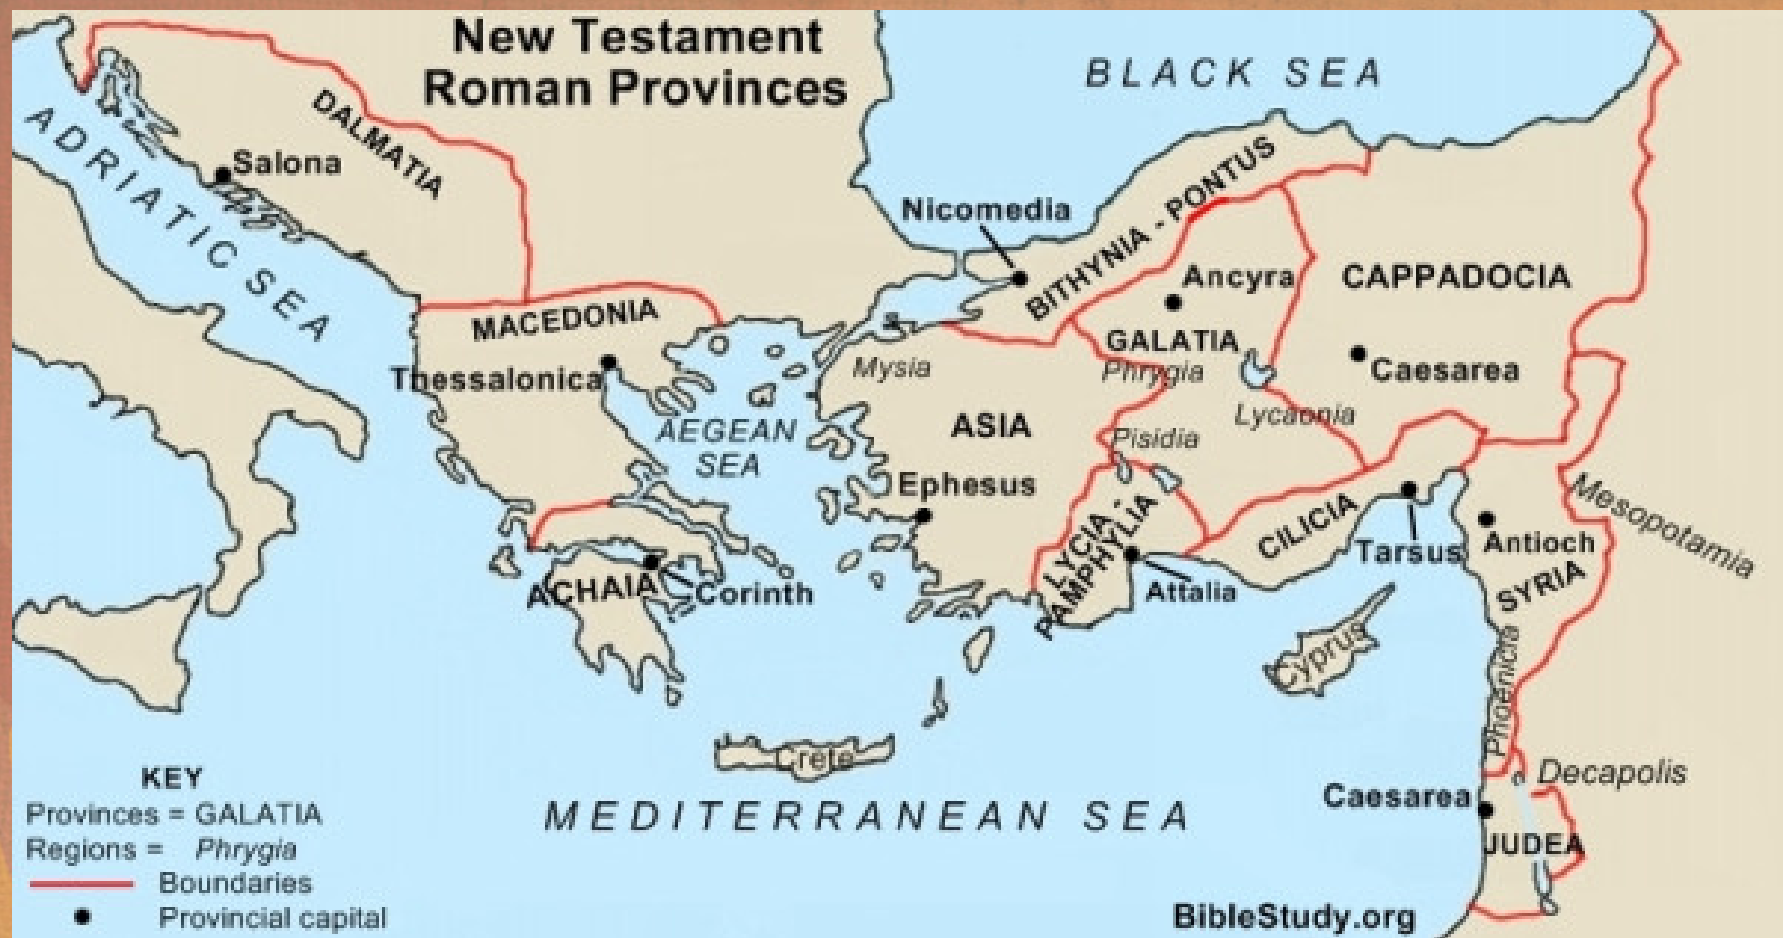 New Testament
Roman Provinces
BLACK SEA
ADRIATIC SEA
DALMATIA
Salona
Nicomedia
BITHYNIA - PONTUS
Ancyra
CAPPADOCIA
MACEDONIA
GALATIA
Thessalonica
Mysia
Phrygia
Caesarea
AEGEAN
SEA
ASIA
Lycaonia
Pisidia
Ephesus
Mesopotamia
LYCIA -
PAMPHYLIA
CILICIA
Tarsus
Antioch
ACHAIA
Corinth
Attalia
SYRIA
Cyprus
Phoenicia
Crete
KEY
Provinces = GALATIA
Regions = Phrygia
Boundaries
Provincial capital
MEDITERRANEAN SEA
Decapolis
Caesarea
JUDEA
BibleStudy.org